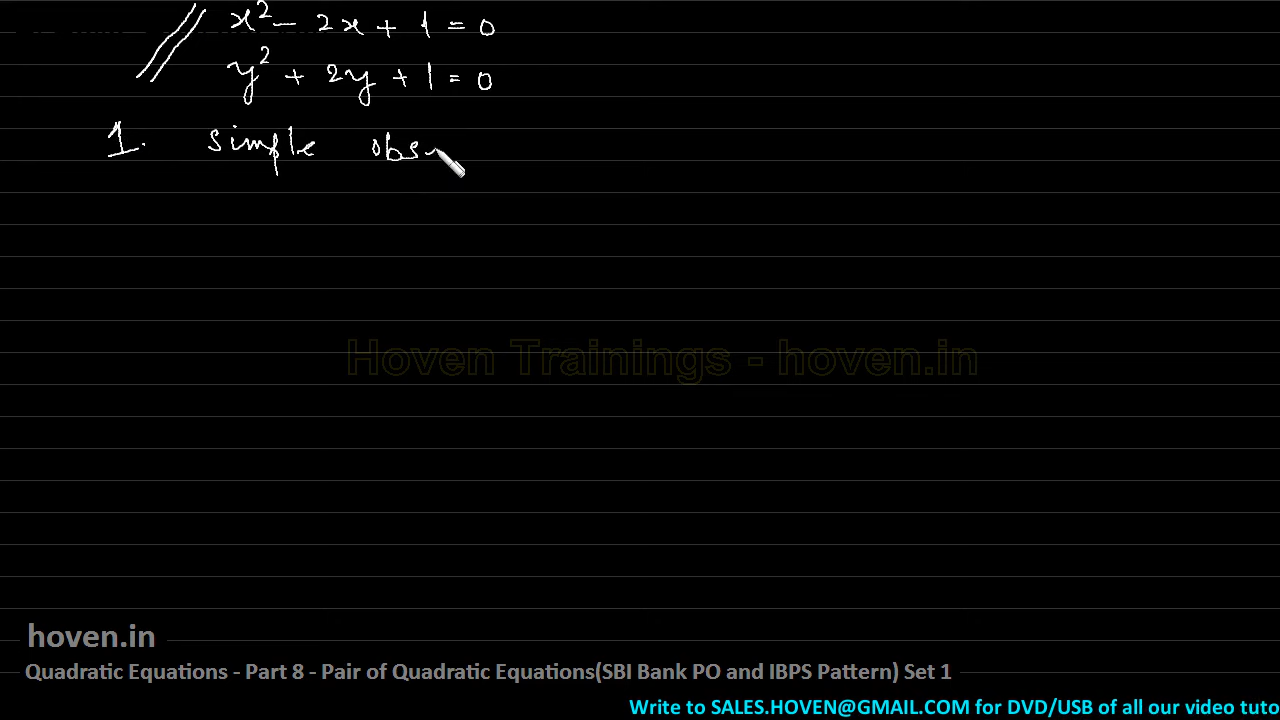 x² - 2x + 1 = 0
y² + 2y + 1 = 0
1. simple obs
Hoven Trainings - hoven.in
hoven.in
Quadratic Equations - Part 8 - Pair of Quadratic Equations(SBI Bank PO and IBPS Pattern) Set 1
Write to SALES.HOVEN@GMAIL.COM for DVD/USB of all our video tuto